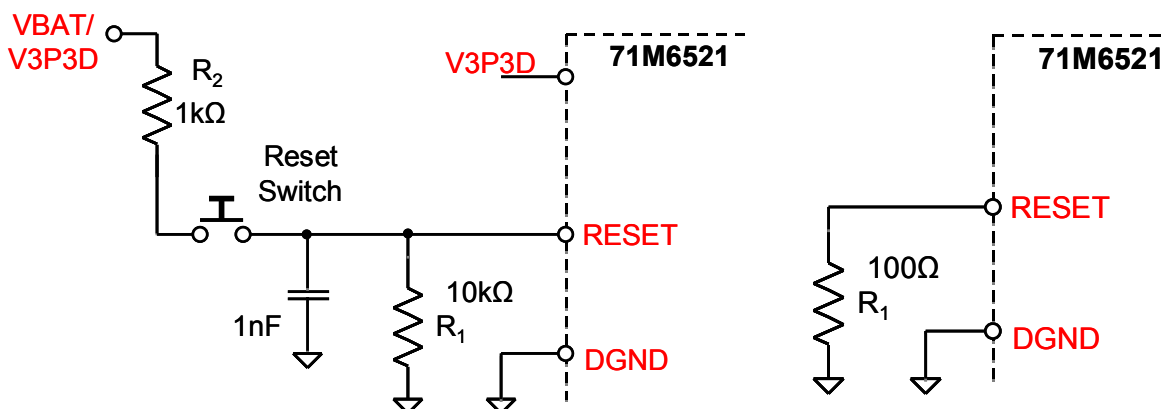 VBAT/
V3P3D
R2
1kΩ
Reset
Switch
1nF
10kΩ
R1
V3P3D
71M6521
RESET
DGND
71M6521
RESET
100Ω
R1
DGND